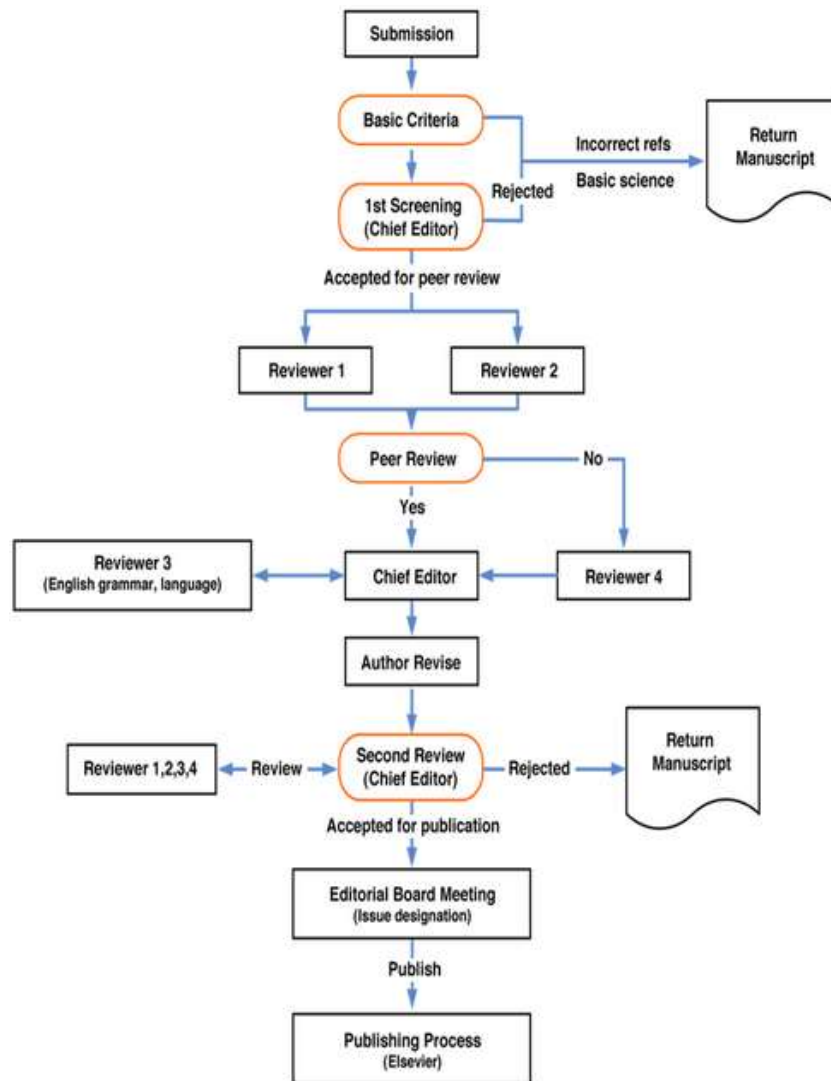 Submission
Basic Criteria
Incorrect refs
Return
Manuscript
Basic science
Rejected
1st Screening
(Chief Editor)
Accepted for peer review
Reviewer 1
Reviewer 2
Peer Review
No
Yes
Reviewer 3
(English grammar, language)
Chief Editor
Reviewer 4
Author Revise
Reviewer 1,2,3,4
Review
Second Review
(Chief Editor)
Rejected
Return
Manuscript
Accepted for publication
Editorial Board Meeting
(Issue designation)
Publish
Publishing Process
(Elsevier)